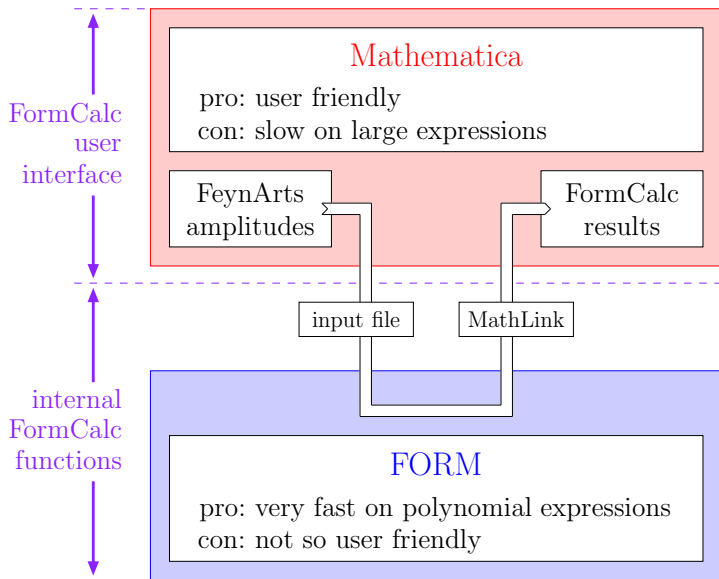 Mathematica
pro: user friendly
con: slow on large expressions
FormCalc
user
interface
FeynArts
amplitudes
FormCalc
results
input file
MathLink
internal
FormCalc
functions
FORM
pro: very fast on polynomial expressions
con: not so user friendly